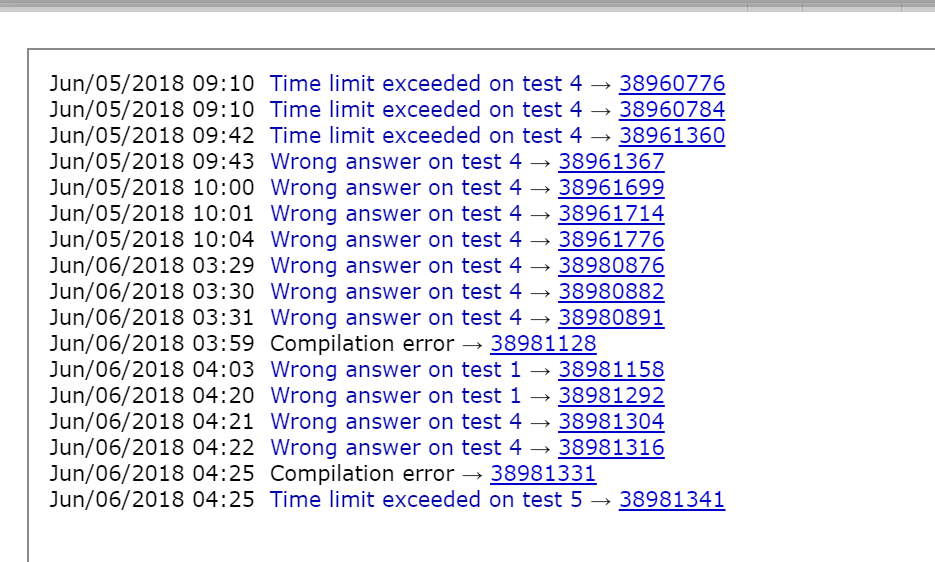 Jun/05/2018 09:10 Time limit exceeded on test 4 → 38960776
Jun/05/2018 09:10 Time limit exceeded on test 4 → 38960784
Jun/05/2018 09:42 Time limit exceeded on test 4 → 38961360
Jun/05/2018 09:43 Wrong answer on test 4 → 38961367
Jun/05/2018 10:00 Wrong answer on test 4 → 38961699
Jun/05/2018 10:01 Wrong answer on test 4 → 38961714
Jun/05/2018 10:04 Wrong answer on test 4 → 38961776
Jun/06/2018 03:29 Wrong answer on test 4 → 38980876
Jun/06/2018 03:30 Wrong answer on test 4 → 38980882
Jun/06/2018 03:31 Wrong answer on test 4 → 38980891
Jun/06/2018 03:59 Compilation error → 38981128
Jun/06/2018 04:03 Wrong answer on test 1 → 38981158
Jun/06/2018 04:20 Wrong answer on test 1 → 38981292
Jun/06/2018 04:21 Wrong answer on test 4 → 38981304
Jun/06/2018 04:22 Wrong answer on test 4 → 38981316
Jun/06/2018 04:25 Compilation error → 38981331
Jun/06/2018 04:25 Time limit exceeded on test 5 → 38981341